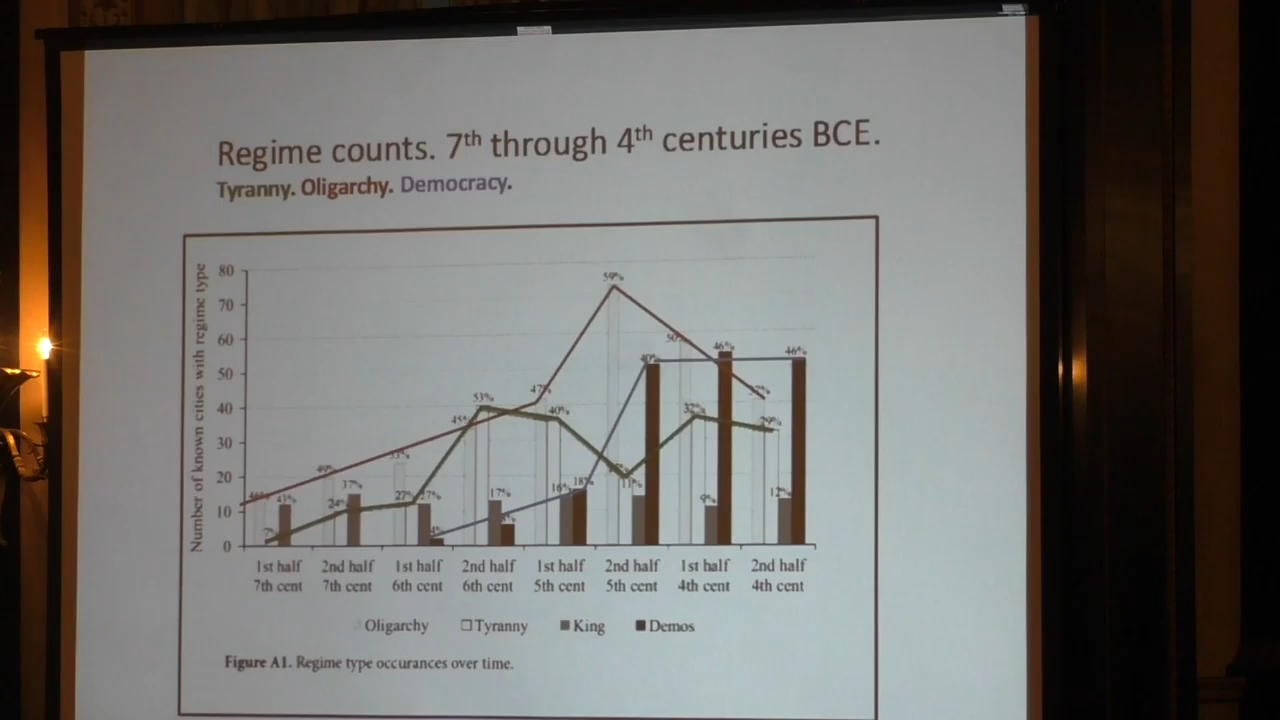 Regime counts. 7th through 4th centuries BCE.
Tyranny. Oligarchy. Democracy.
Number of known cities with regime type
80
70
60
50
40
30
20
10
0
59%
50%
46%
46%
40%
47%
53%
40%
45%
32%
29%
49%
37%
24%
43%
7%
27%
27%
4%
17%
16%
18%
11%
9%
12%
1st half 7th cent
2nd half 7th cent
1st half 6th cent
2nd half 6th cent
1st half 5th cent
2nd half 5th cent
1st half 4th cent
2nd half 4th cent
Oligarchy Tyranny King Demos
Figure A1. Regime type occurances over time.